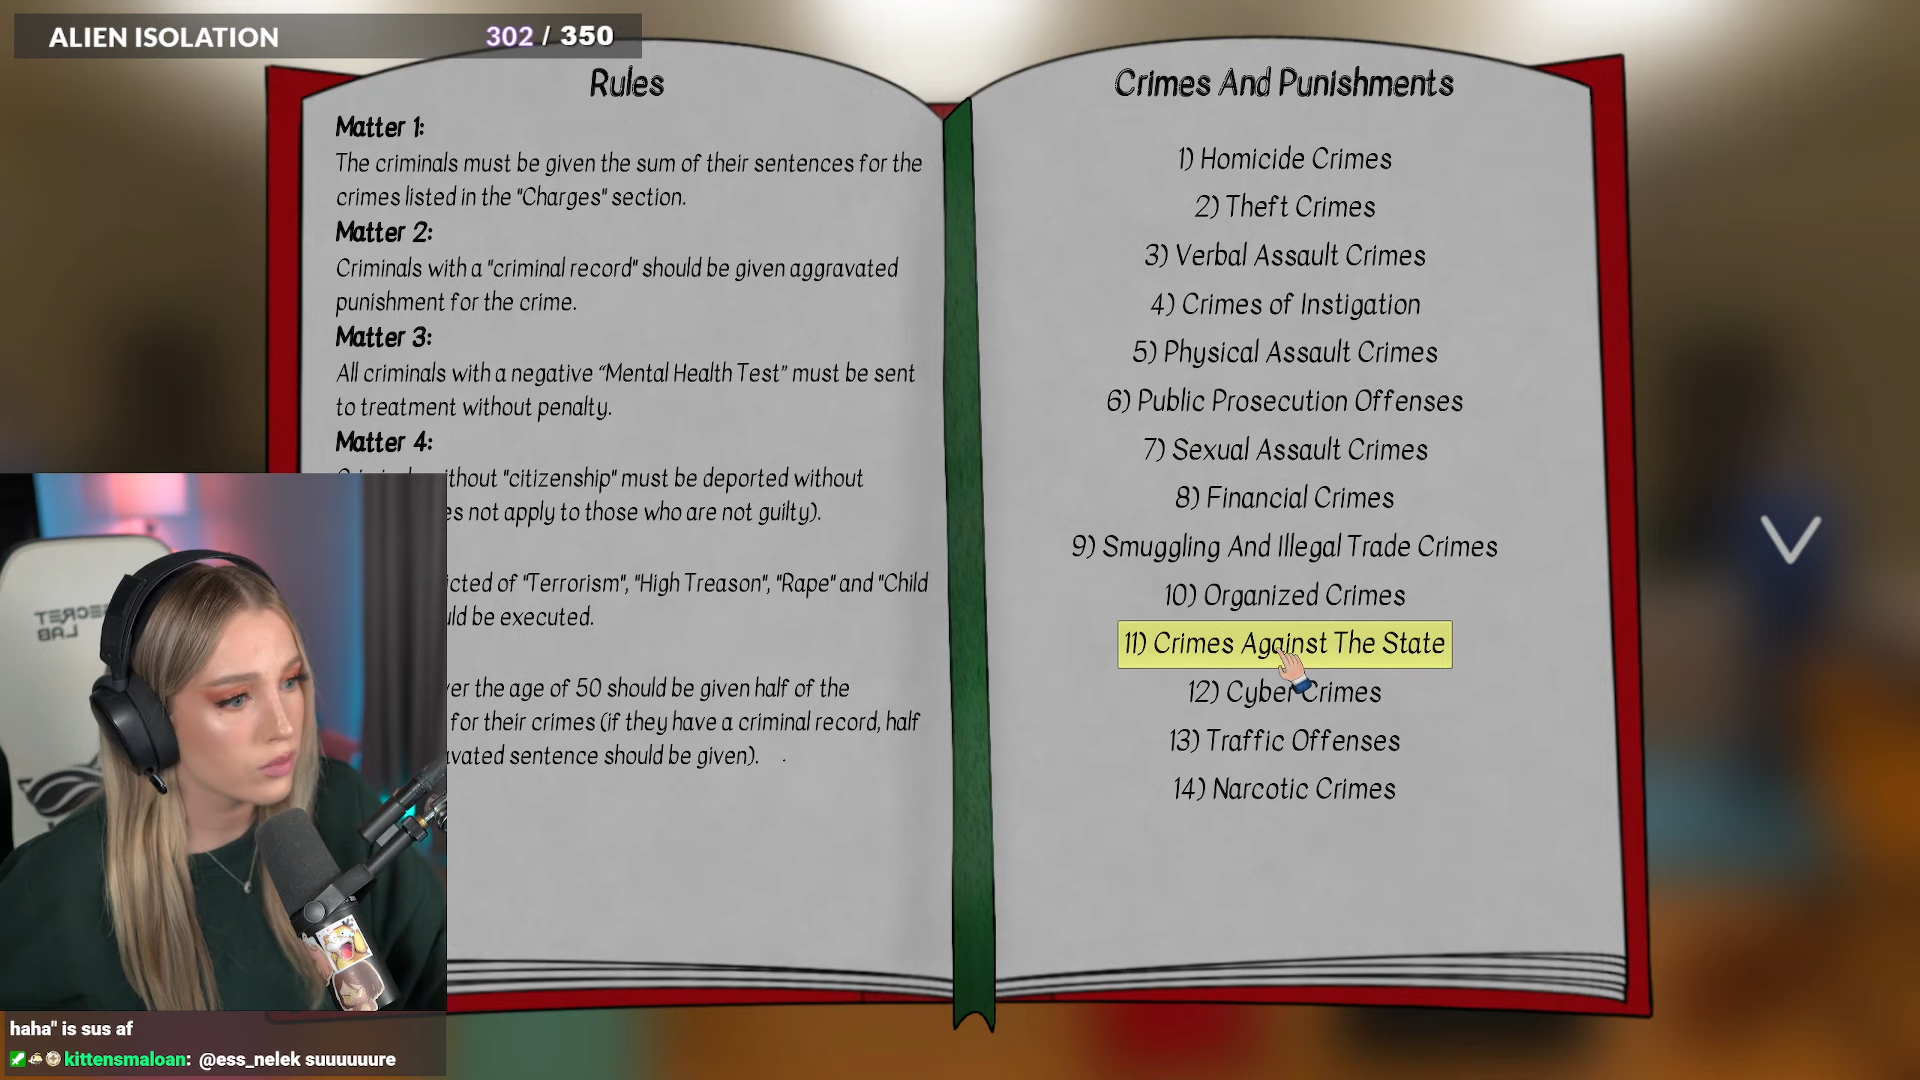 ALIEN ISOLATION 302 / 350
Rules
Matter 1:
The criminals must be given the sum of their sentences for the
crimes listed in the "Charges" section.
Matter 2:
Criminals with a "criminal record" should be given aggravated
punishment for the crime.
Matter 3:
All criminals with a negative “Mental Health Test” must be sent
to treatment without penalty.
Matter 4:
thout "citizenship" must be deported without
es not apply to those who are not guilty).
icted of "Terrorism", "High Treason", "Rape" and "Child
uld be executed.
ver the age of 50 should be given half of the
for their crimes (if they have a criminal record, half
avated sentence should be given).
Crimes And Punishments
1) Homicide Crimes
2) Theft Crimes
3) Verbal Assault Crimes
4) Crimes of Instigation
5) Physical Assault Crimes
6) Public Prosecution Offenses
7) Sexual Assault Crimes
8) Financial Crimes
9) Smuggling And Illegal Trade Crimes
10) Organized Crimes
11) Crimes Against The State
12) Cyber Crimes
13) Traffic Offenses
14) Narcotic Crimes
SECRET
LAB
haha" is sus af
kittensmaloan: @ess_nelek suuuuuure